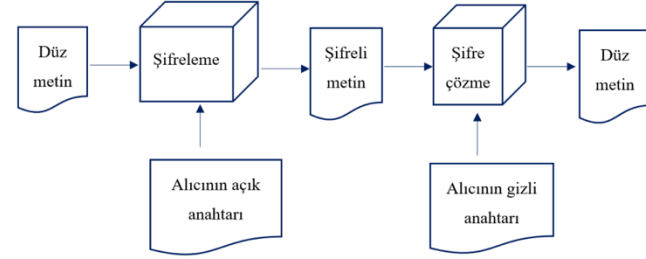 Düz
metin
Şifreleme
Şifreli
metin
Şifre
çözme
Düz
metin
Alıcının açık
anahtarı
Alıcının gizli
anahtarı